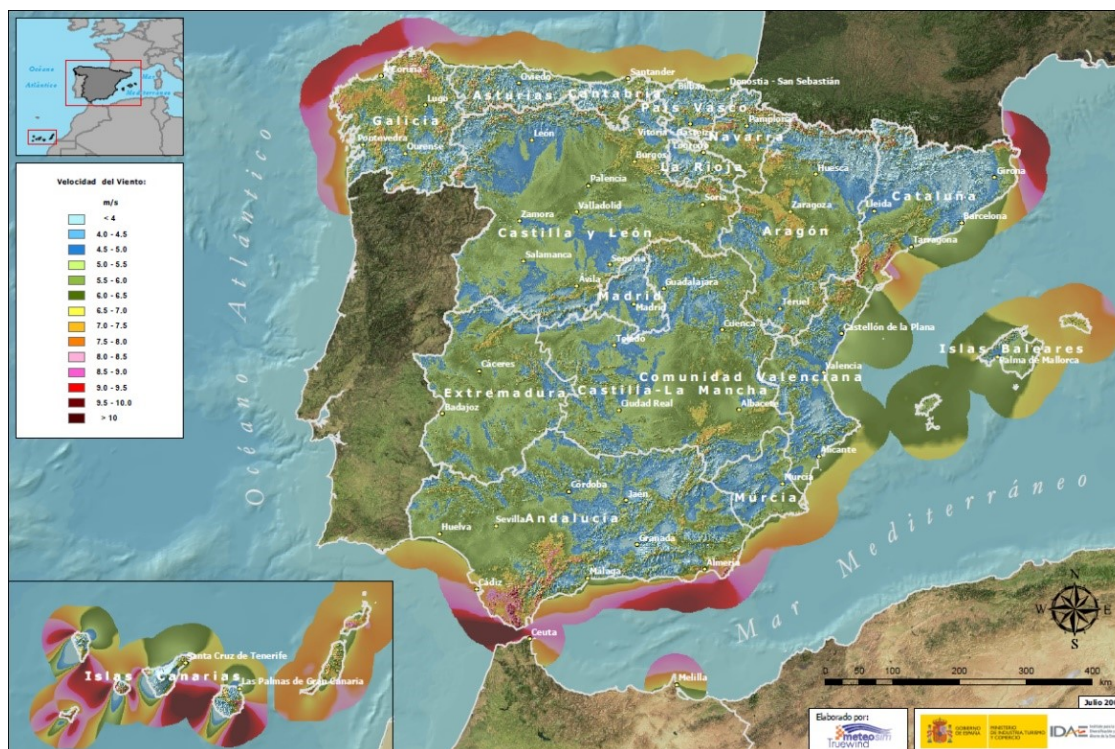 Océano
Atlántico
Mar
Mediterráneo
Velocidad del Viento:
m/s
< 4
4.0 - 4.5
4.5 - 5.0
5.0 - 5.5
5.5 - 6.0
6.0 - 6.5
6.5 - 7.0
7.0 - 7.5
7.5 - 8.0
8.0 - 8.5
8.5 - 9.0
9.0 - 9.5
9.5 - 10.0
> 10
Océano Atlántico
A Coruña
Lugo
Galicia
Pontevedra
Ourense
Oviedo
Asturias
Santander
Cantabria
Bilbao
Donostia - San Sebastián
País Vasco
Vitoria
Gasteiz
Pamplona
Navarra
Logroño
La Rioja
León
Burgos
Palencia
Soria
Zamora
Valladolid
Castilla y León
Salamanca
Segovia
Ávila
Huesca
Zaragoza
Aragón
Teruel
Cataluña
Lleida
Girona
Barcelona
Tarragona
Madrid
Madrid
Guadalajara
Cuenca
Toledo
Castellón de la Plana
Islas Baleares
Palma de Mallorca
Valencia
Cáceres
Extremadura
Badajoz
Comunidad Valenciana
Castilla-La Mancha
Ciudad Real
Albacete
Alicante
Murcia
Murcia
Córdoba
Jaén
Sevilla
Andalucía
Huelva
Granada
Málaga
Almería
Cádiz
Ceuta
Melilla
Mar Mediterráneo
Santa Cruz de Tenerife
Islas Canarias
Las Palmas de Gran Canaria
N
W
E
S
0
100
200
300
400
km
Elaborado por:
meteosim
Truewind
GOBIERNO
DE ESPAÑA
MINISTERIO
DE INDUSTRIA, TURISMO
Y COMERCIO
IDAE
Julio